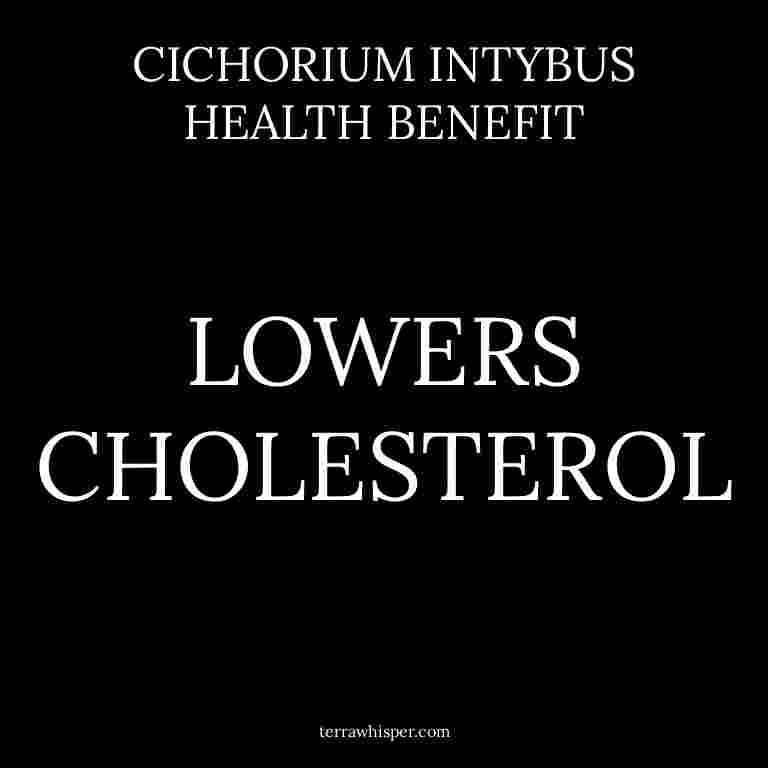 CICHORIUM INTYBUS
HEALTH BENEFIT
LOWERS
CHOLESTEROL
terrawhisper.com